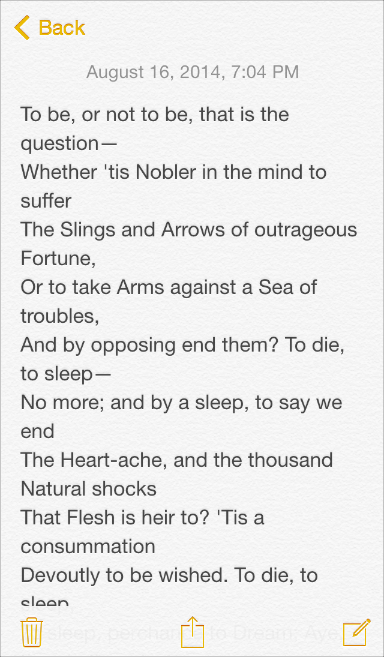 Back
August 16, 2014, 7:04 PM
To be, or not to be, that is the
question—
Whether 'tis Nobler in the mind to
suffer
The Slings and Arrows of outrageous
Fortune,
Or to take Arms against a Sea of
troubles,
And by opposing end them? To die,
to sleep—
No more; and by a sleep, to say we
end
The Heart-ache, and the thousand
Natural shocks
That Flesh is heir to? 'Tis a
consummation
Devoutly to be wished. To die, to
sleep
sleep, perchance to Dream; Aye,